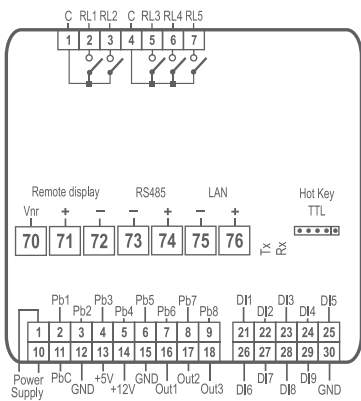 C RL1 RL2 C RL3 RL4 RL5
1 2 3 4 5 6 7
Remote display RS485 LAN Hot Key
Vnr + − − + − + TTL
70 71 72 73 74 75 76 Tx Rx
Pb1 Pb3 Pb5 Pb7 DI1 DI3 DI5
Pb2 Pb4 Pb6 Pb8 DI2 DI4
1 2 3 4 5 6 7 8 9 21 22 23 24 25
10 11 12 13 14 15 16 17 18 26 27 28 29 30
Power PbC +5V GND Out2 DI7 DI9
Supply GND +12V Out1 Out3 DI6 DI8 GND